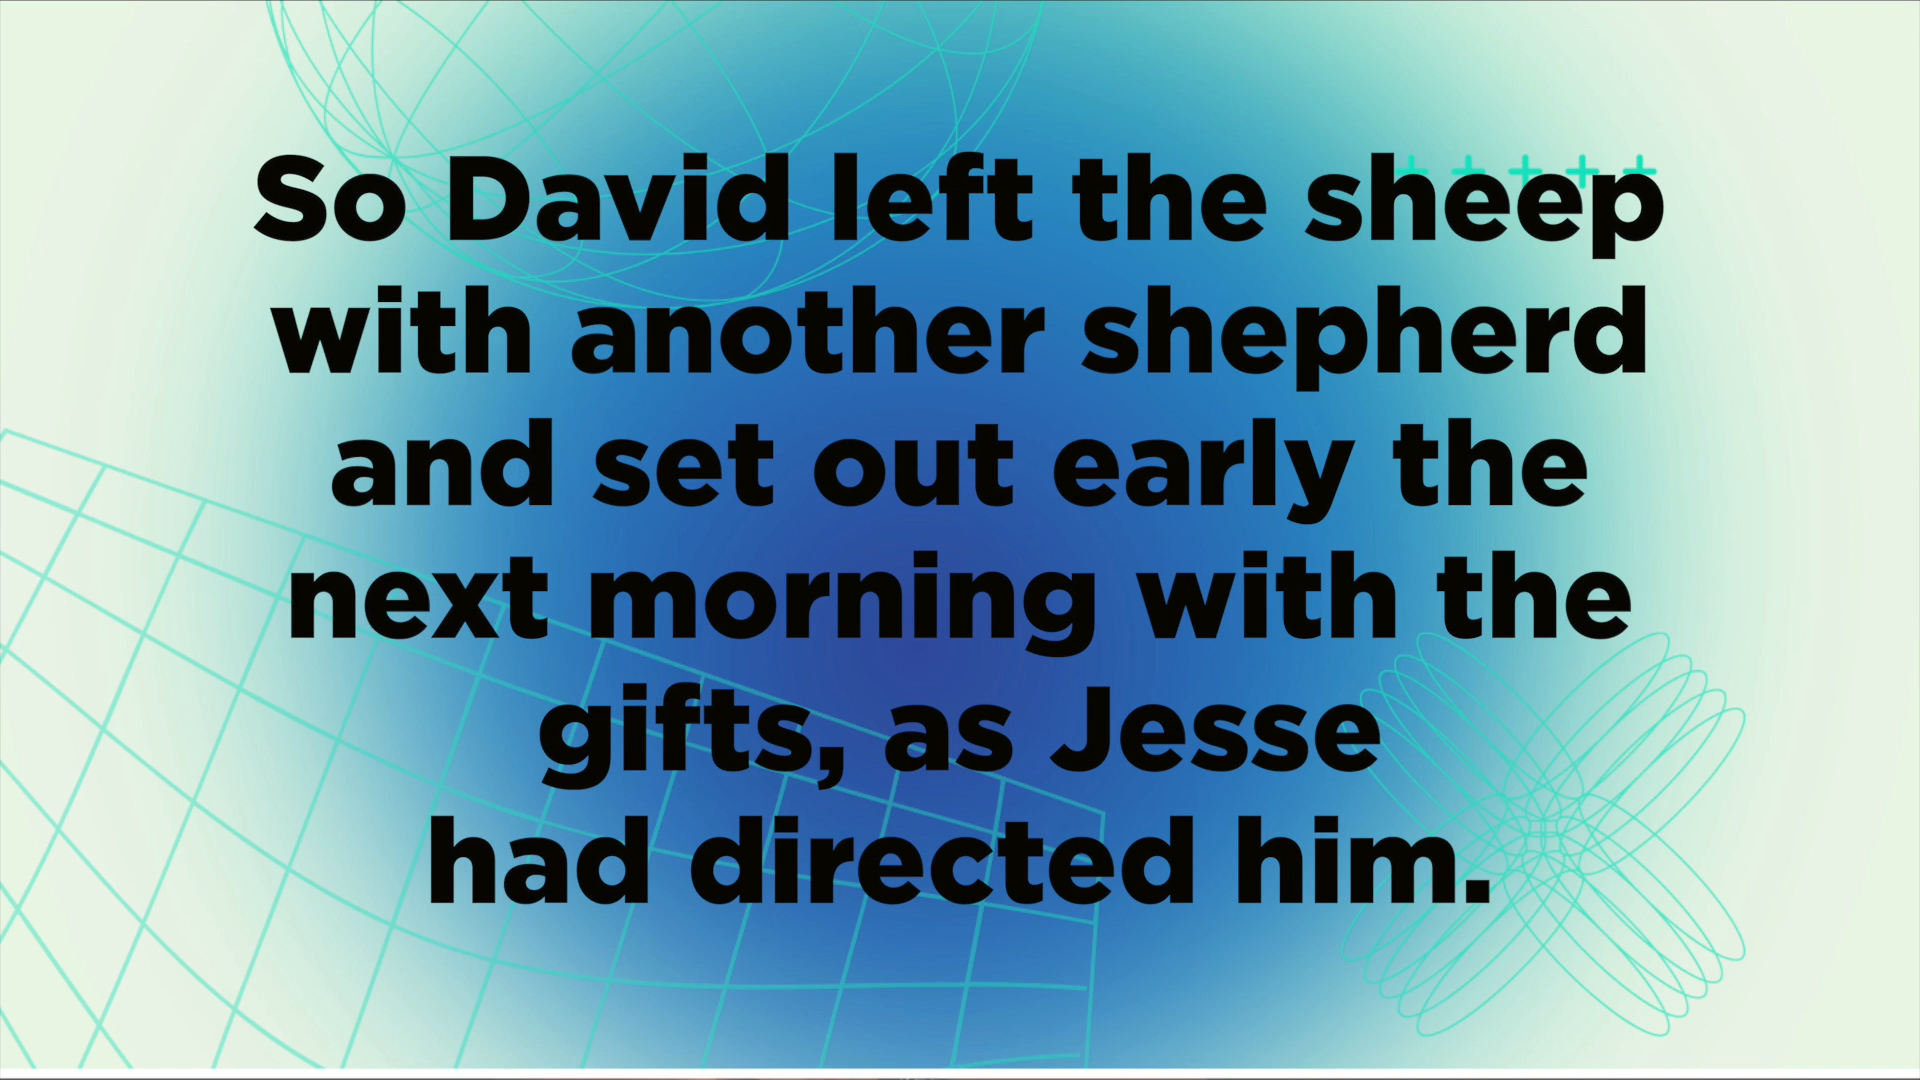 So David left the sheep
with another shepherd
and set out early the
next morning with the
gifts, as Jesse
had directed him.